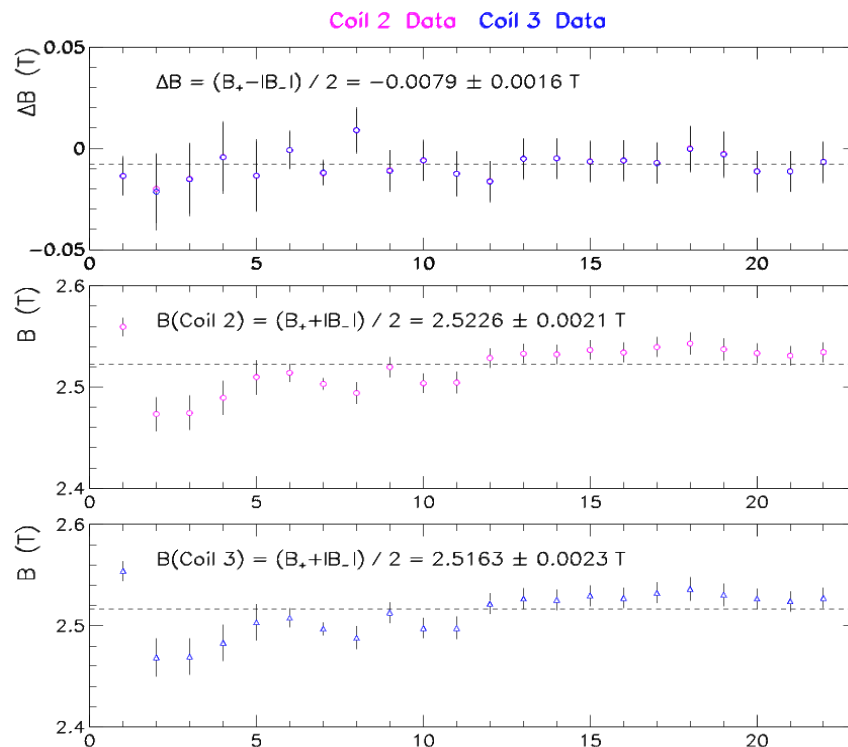 Coil 2 Data Coil 3 Data
ΔB (T)
0.05
0
-0.05
ΔB = (B₊-|B₋|) / 2 = -0.0079 ± 0.0016 T
0 5 10 15 20
B (T)
2.6
2.5
2.4
B(Coil 2) = (B₊+|B₋|) / 2 = 2.5226 ± 0.0021 T
0 5 10 15 20
B (T)
2.6
2.5
2.4
B(Coil 3) = (B₊+|B₋|) / 2 = 2.5163 ± 0.0023 T
0 5 10 15 20